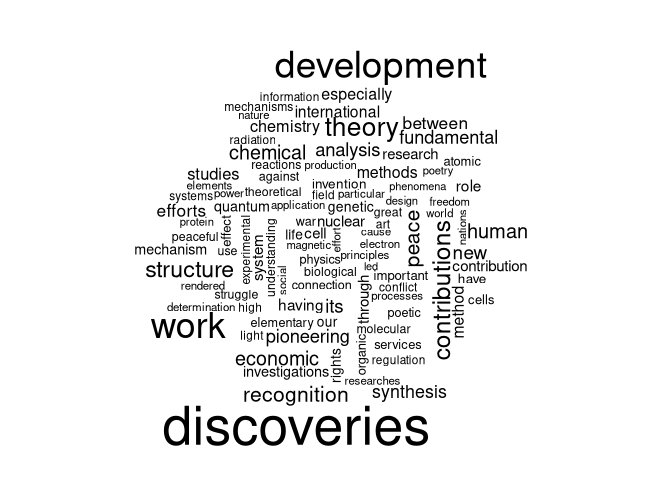 development
information especially
mechanisms international
nature
chemistry theory between
radiation fundamental
chemical analysis research
reactions production atomic
studies against methods poetry
elements invention phenomena role
systems power theoretical field particular
efforts quantum application genetic design freedom
protein effect war nuclear great world nations
peaceful experimental life cell effort art cause peace human
mechanism use system understanding magnetic electron new
structure social physics principles contributions contribution
biological led important have
rendered connection through conflict method
struggle processes cells
determination high having its poetic
work elementary our molecular
light pioneering organic services
economic rights regulation
investigations
researches
recognition synthesis
discoveries